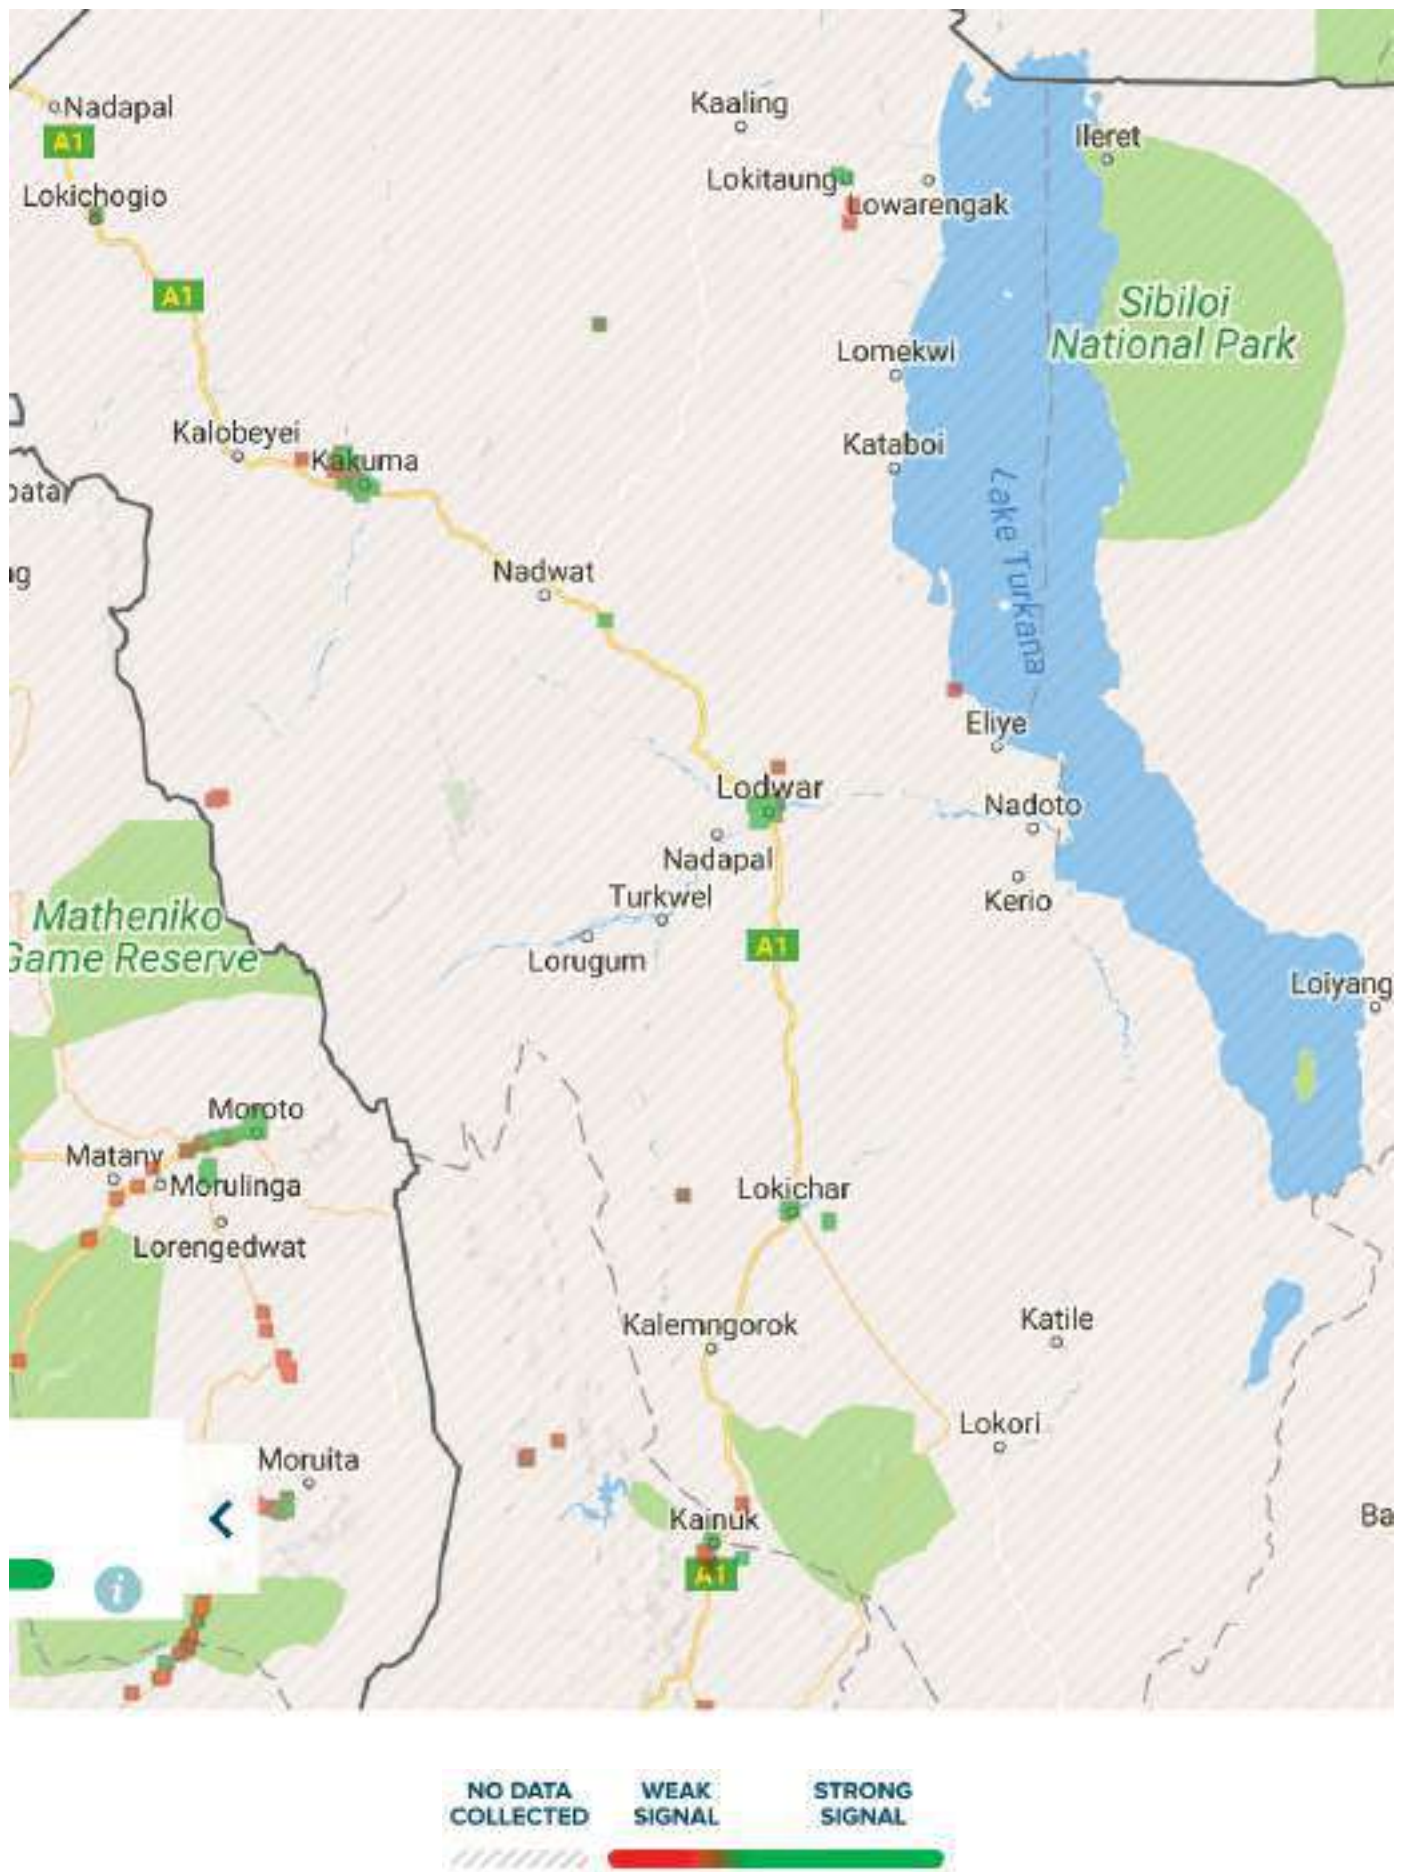 Nadapal
A1
Lokichogio
A1
Kaaling
Lokitaung
Lowarengak
Ileret
Sibiloi
National Park
Lomekwi
Kataboi
Lake Turkana
Kalobeyei
Kakuma
Nadwat
Eliye
Lodwar
Nadoto
Nadapal
Kerio
Turkwel
Lorugum
A1
Matheniko
Game Reserve
Loiyang
Moroto
Matany
Morulinga
Lorengedwat
Lokichar
Kalemngorok
Katile
Lokori
Moruita
Kainuk
A1
Ba
i
NO DATA
COLLECTED
WEAK
SIGNAL
STRONG
SIGNAL